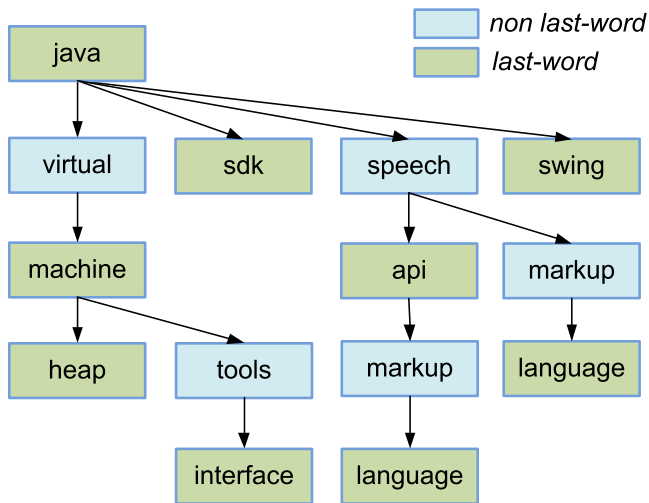 non last-word
java
last-word
virtual
sdk
speech
swing
machine
api
markup
heap
tools
markup
language
interface
language